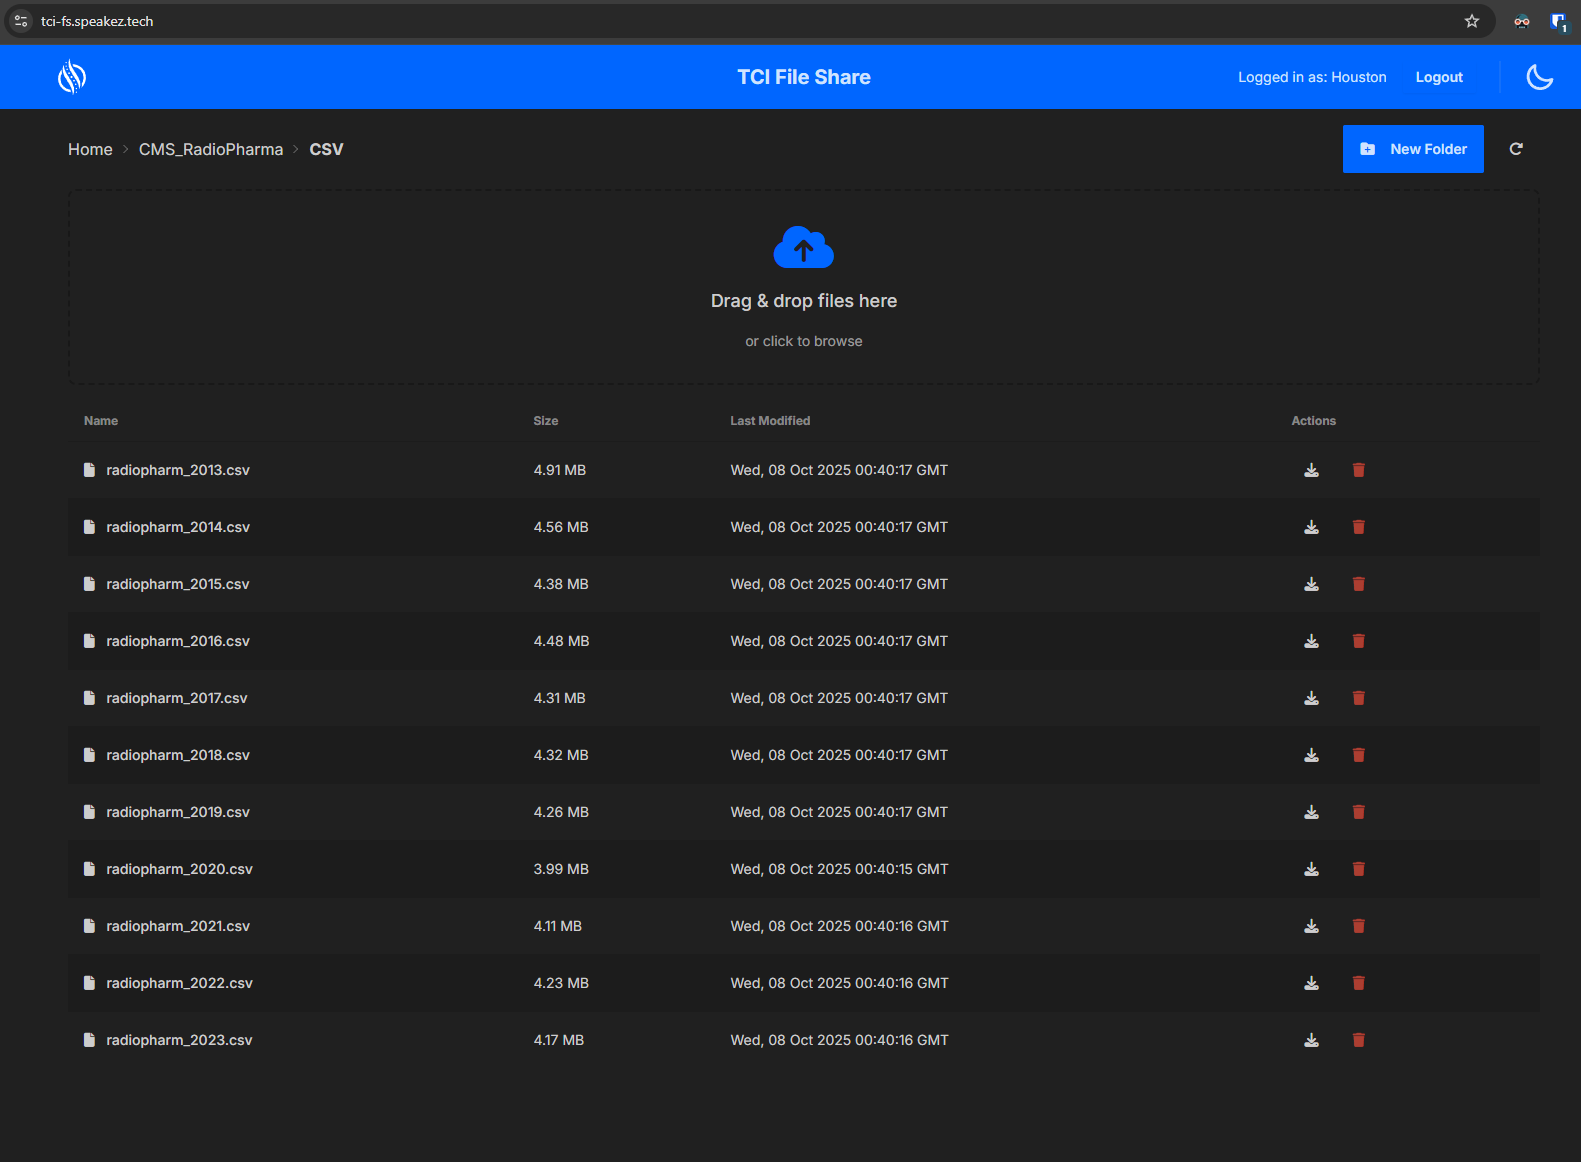 tci-fs.speakez.tech
1
TCI File Share
Logged in as: Houston Logout
Home > CMS_RadioPharma > CSV
New Folder
Drag & drop files here
or click to browse
Name Size Last Modified Actions
radiopharm_2013.csv 4.91 MB Wed, 08 Oct 2025 00:40:17 GMT
radiopharm_2014.csv 4.56 MB Wed, 08 Oct 2025 00:40:17 GMT
radiopharm_2015.csv 4.38 MB Wed, 08 Oct 2025 00:40:17 GMT
radiopharm_2016.csv 4.48 MB Wed, 08 Oct 2025 00:40:17 GMT
radiopharm_2017.csv 4.31 MB Wed, 08 Oct 2025 00:40:17 GMT
radiopharm_2018.csv 4.32 MB Wed, 08 Oct 2025 00:40:17 GMT
radiopharm_2019.csv 4.26 MB Wed, 08 Oct 2025 00:40:17 GMT
radiopharm_2020.csv 3.99 MB Wed, 08 Oct 2025 00:40:15 GMT
radiopharm_2021.csv 4.11 MB Wed, 08 Oct 2025 00:40:16 GMT
radiopharm_2022.csv 4.23 MB Wed, 08 Oct 2025 00:40:16 GMT
radiopharm_2023.csv 4.17 MB Wed, 08 Oct 2025 00:40:16 GMT